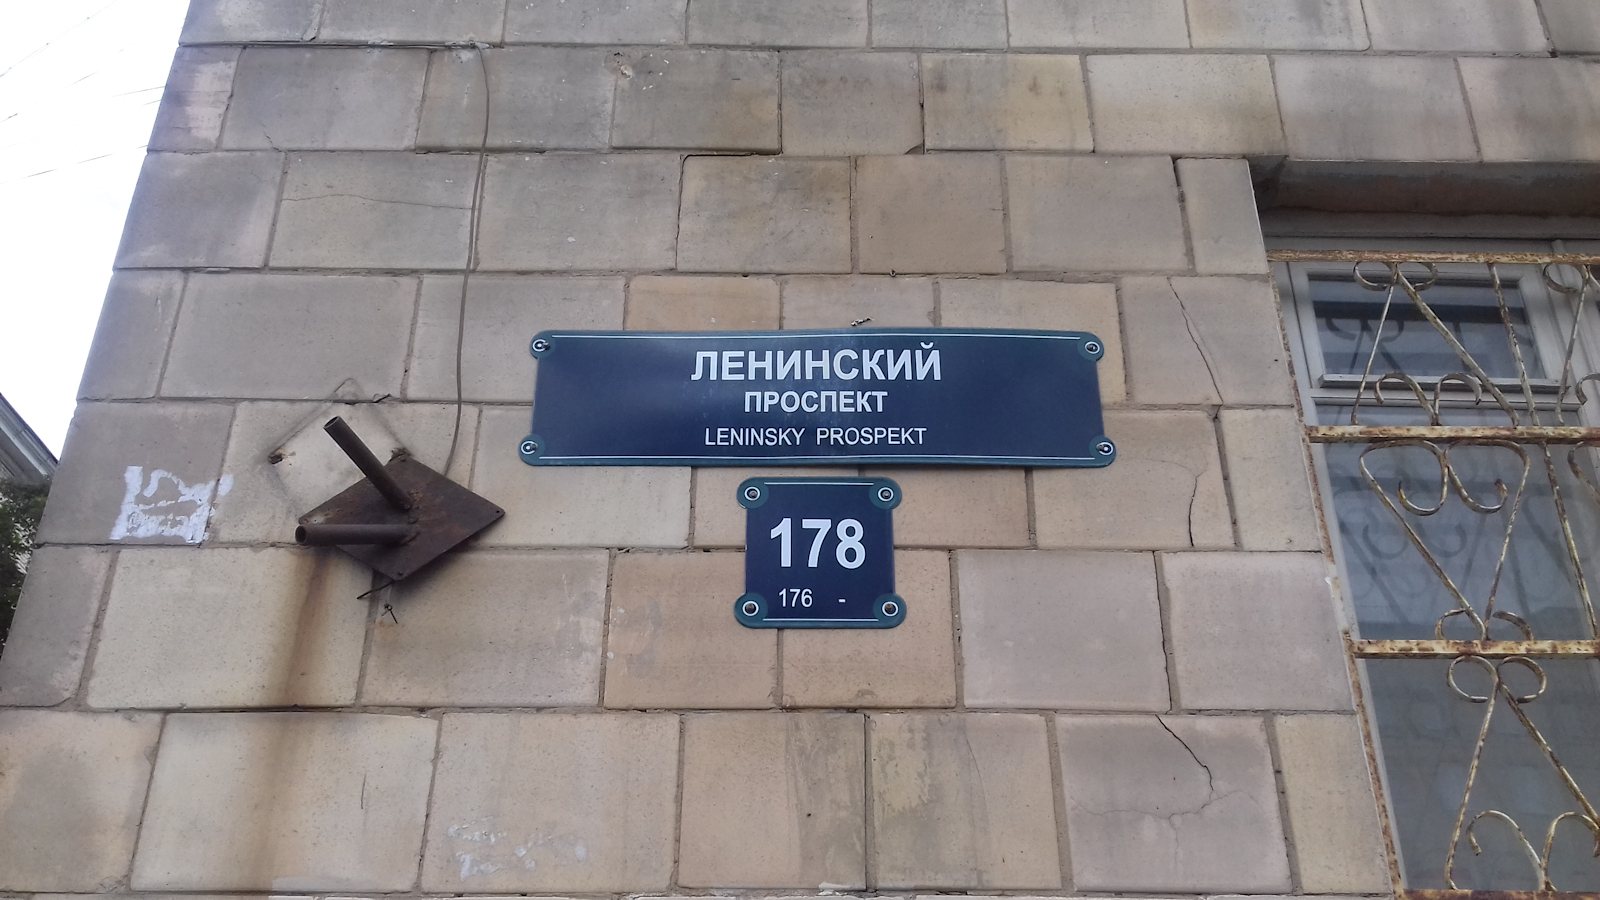 ЛЕНИНСКИЙ
ПРОСПЕКТ
LENINSKY PROSPEKT
178
176 -